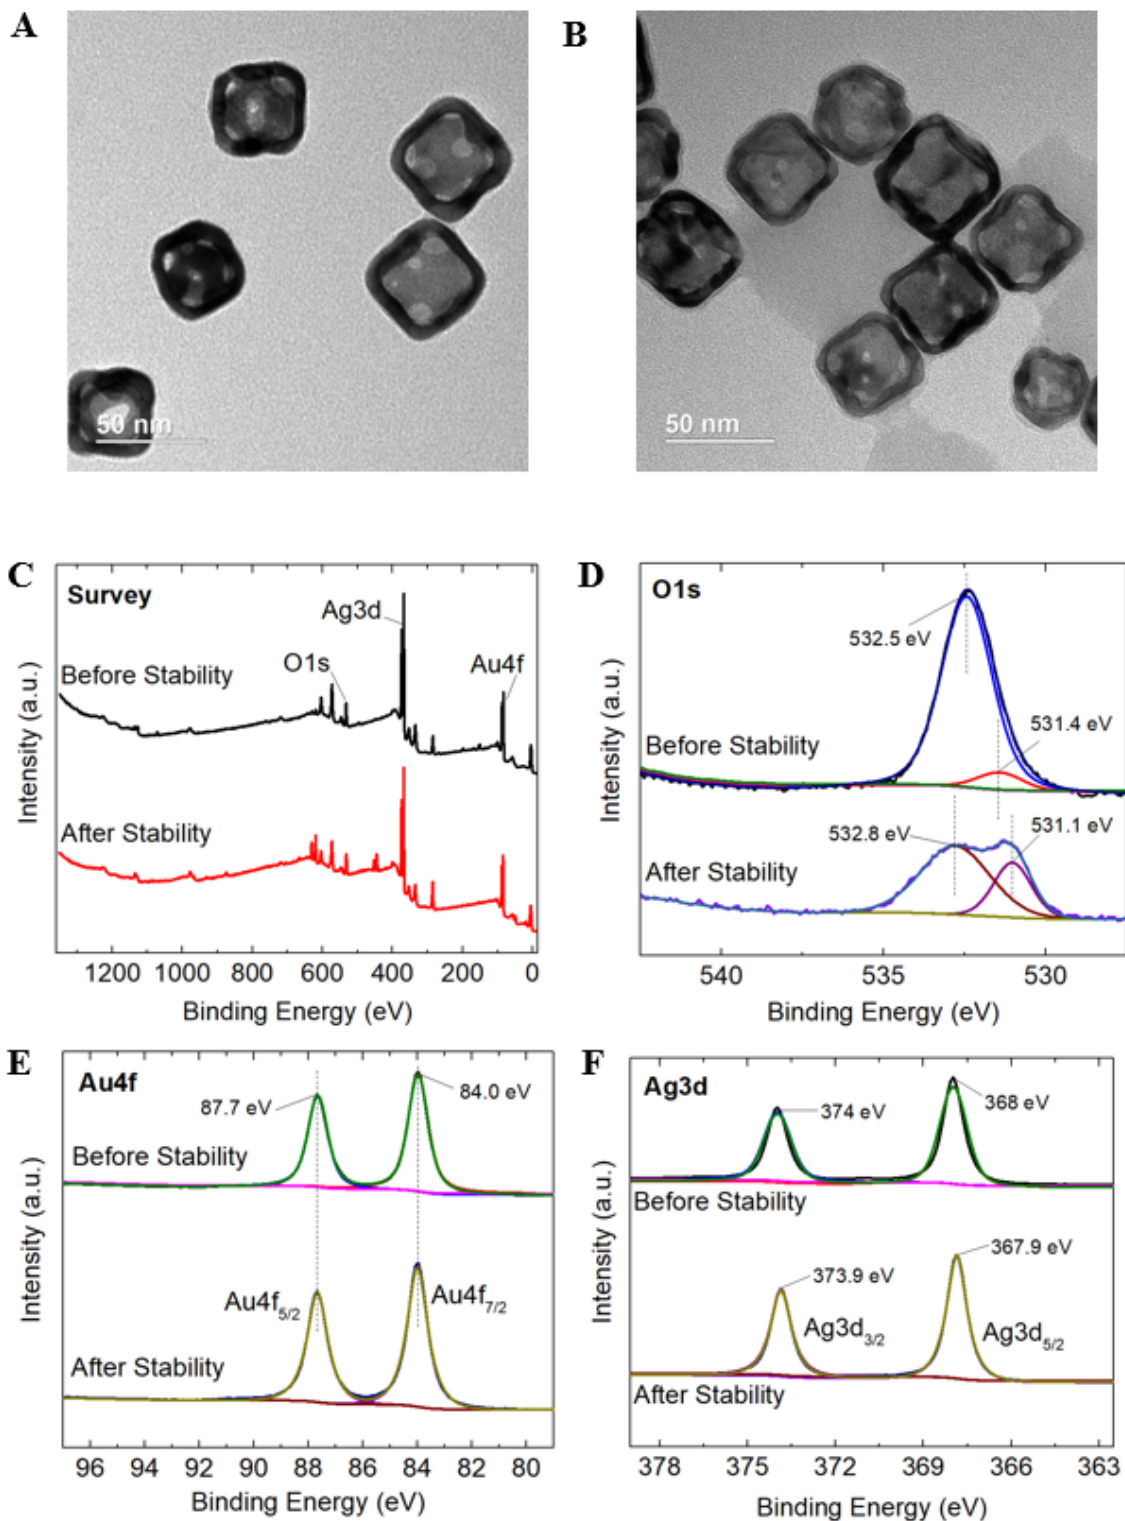 A
B
50 nm
50 nm
C
Survey
Ag3d
O1s
Au4f
Before Stability
After Stability
Intensity (a.u.)
1200 1000 800 600 400 200 0
Binding Energy (eV)
D
O1s
532.5 eV
531.4 eV
Before Stability
532.8 eV
531.1 eV
After Stability
Intensity (a.u.)
540 535 530
Binding Energy (eV)
E
Au4f
84.0 eV
87.7 eV
Before Stability
Au4f5/2
Au4f7/2
After Stability
Intensity (a.u.)
96 94 92 90 88 86 84 82 80
Binding Energy (eV)
F
Ag3d
374 eV
368 eV
Before Stability
367.9 eV
373.9 eV
Ag3d3/2
Ag3d5/2
After Stability
Intensity (a.u.)
378 375 372 369 366 363
Binding Energy (eV)